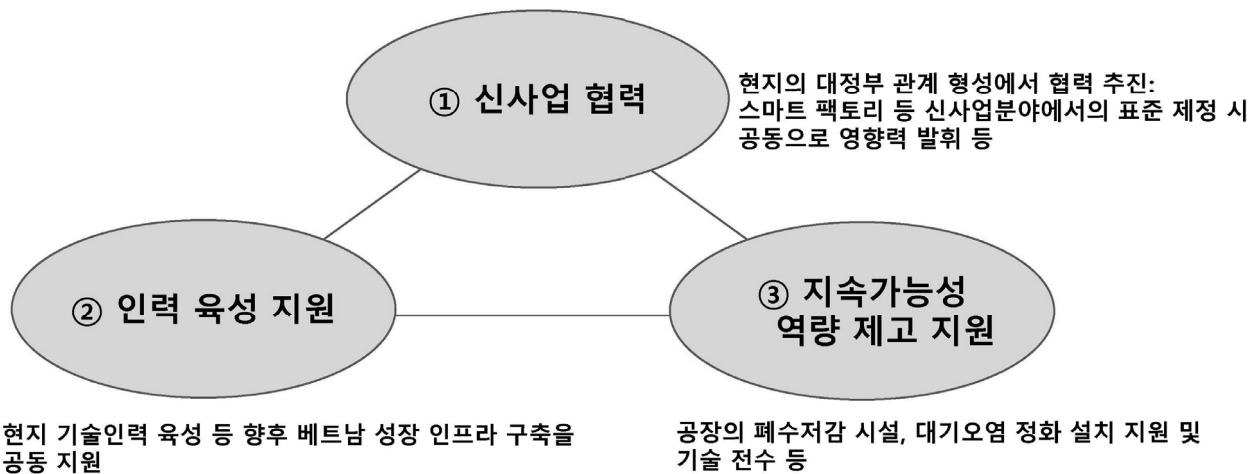 ① 신사업 협력
현지의 대정부 관계 형성에서 협력 추진:
스마트 팩토리 등 신사업분야에서의 표준 제정 시
공동으로 영향력 발휘 등
② 인력 육성 지원
현지 기술인력 육성 등 향후 베트남 성장 인프라 구축을
공동 지원
③ 지속가능성
역량 제고 지원
공장의 폐수저감 시설, 대기오염 정화 설치 지원 및
기술 전수 등